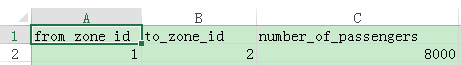 A B C
1 from_zone_id to_zone_id number_of_passengers
2 1 2 8000